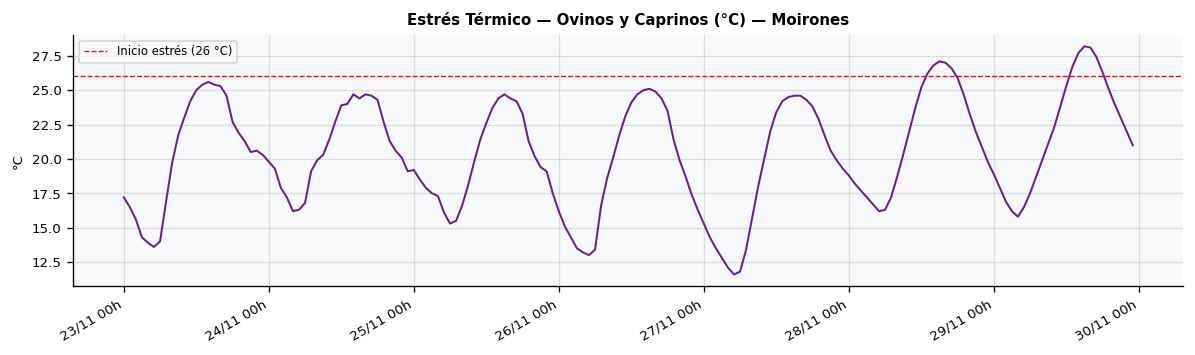 Estrés Térmico — Ovinos y Caprinos (°C) — Moirones
Inicio estrés (26 °C)
°C
27.5
25.0
22.5
20.0
17.5
15.0
12.5
23/11 00h
24/11 00h
25/11 00h
26/11 00h
27/11 00h
28/11 00h
29/11 00h
30/11 00h